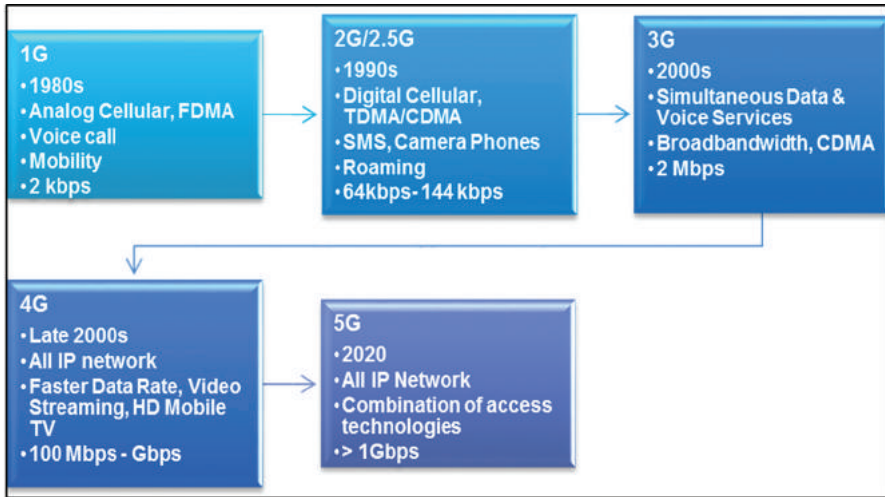 1G
•1980s
•Analog Cellular, FDMA
•Voice call
•Mobility
•2 kbps
2G/2.5G
•1990s
•Digital Cellular,
TDMA/CDMA
•SMS, Camera Phones
•Roaming
•64kbps- 144 kbps
3G
•2000s
•Simultaneous Data &
Voice Services
•Broadbandwidth, CDMA
•2 Mbps
4G
•Late 2000s
•All IP network
•Faster Data Rate, Video
Streaming, HD Mobile
TV
•100 Mbps - Gbps
5G
•2020
•All IP Network
•Combination of access
technologies
•> 1Gbps